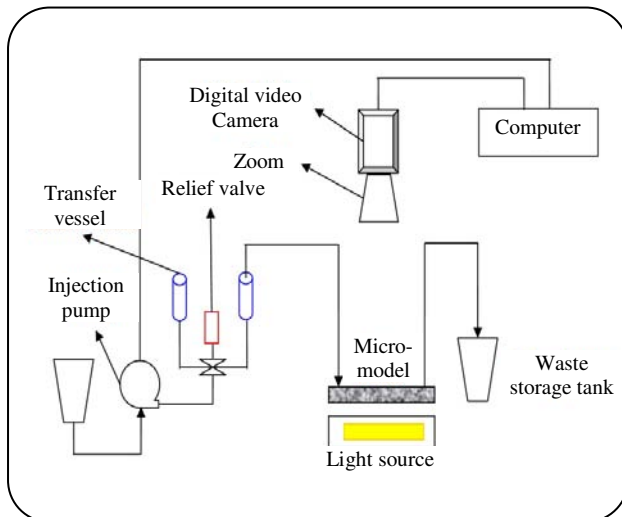 Digital video
Camera
Computer
Zoom
Relief valve
Transfer
vessel
Injection
pump
Micro-
model
Waste
storage tank
Light source